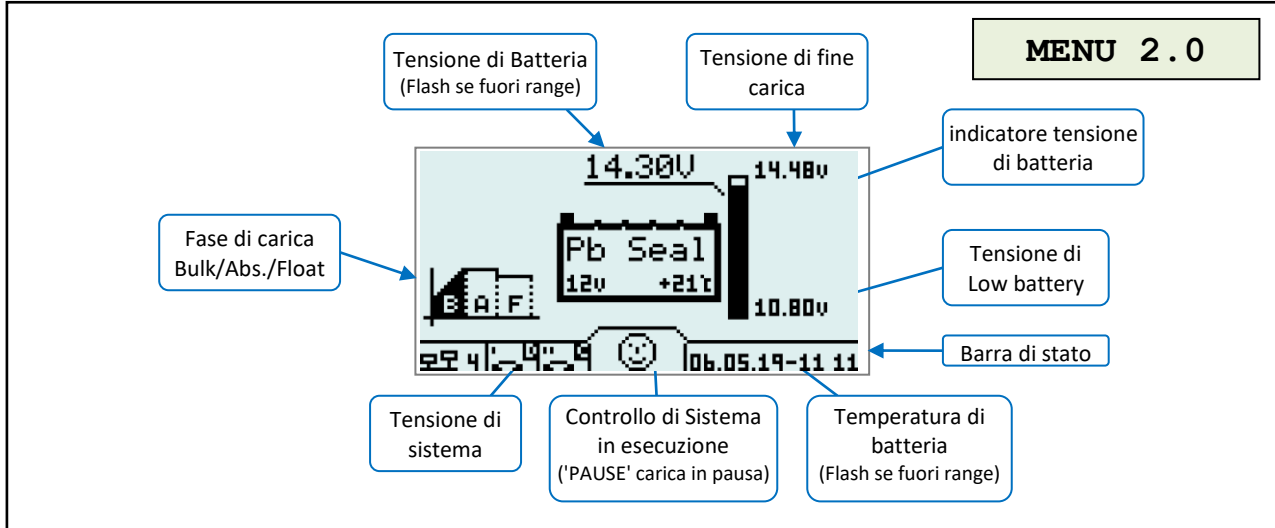 MENU 2.0
Tensione di Batteria
(Flash se fuori range)
Tensione di fine
carica
indicatore tensione
di batteria
14.30V
14.48v
Fase di carica
Bulk/Abs./Float
Pb Seal
12v +21℃
Tensione di
Low battery
B A F
10.80v
4
06.05.19-11 11
Barra di stato
Tensione di
sistema
Controllo di Sistema
in esecuzione
('PAUSE' carica in pausa)
Temperatura di
batteria
(Flash se fuori range)